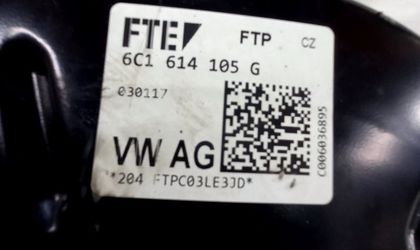 FTE FTP CZ
6C1 614 105 G
030117
VW AG
*204 FTPC03LE3JD*
C006036895